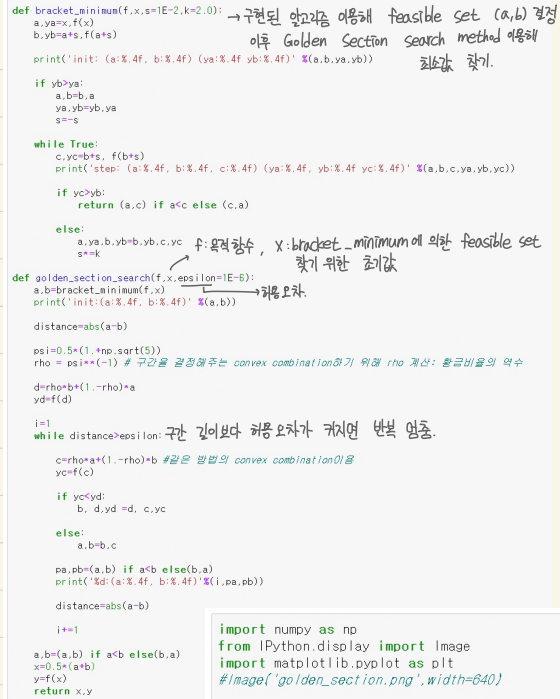 def bracket_minimum(f,x,s=1E-2,k=2.0): → 구현된 알고리즘 이용해 feasible set (a,b) 결정
a,ya=x,f(x)
이후 Golden Section search method 이용해
b,yb=a+s,f(a+s)
최솟값 찾기.
print('init: (a:%.4f, b:%.4f) (ya:%.4f yb:%.4f)' %(a,b,ya,yb))
if yb>ya:
a,b=b,a
ya,yb=yb,ya
s=-s
while True:
c,yc=b+s, f(b+s)
print('step: (a:%.4f, b:%.4f, c:%.4f) (ya:%.4f, yb:%.4f yc:%.4f)' %(a,b,c,ya,yb,yc))
if yc>yb:
return (a,c) if a<c else (c,a)
else:
a,ya,b,yb=b,yb,c,yc
s*=k
f: 목적함수, x: bracket_minimum에 의한 feasible set
찾기 위한 초기값
def golden_section_search(f,x,epsilon=1E-6):
→허용오차.
a,b=bracket_minimum(f,x)
print('init:(a:%.4f, b:%.4f)' %(a,b))
distance=abs(a-b)
psi=0.5*(1.+np.sqrt(5))
rho = psi**(-1) # 구간을 결정해주는 convex combination하기 위해 rho 계산: 황금비율의 역수
d=rho*b+(1.-rho)*a
yd=f(d)
i=1
while distance>epsilon: 구간 길이보다 허용오차가 커지면 반복 멈춤.
c=rho*a+(1.-rho)*b #같은 방법의 convex combination이용
yc=f(c)
if yc<yd:
b, d,yd =d, c,yc
else:
a,b=b,c
pa,pb=(a,b) if a<b else(b,a)
print('%d:(a:%.4f, b:%.4f)'%(i,pa,pb))
distance=abs(a-b)
i+=1
a,b=(a,b) if a<b else(b,a)
x=0.5*(a+b)
y=f(x)
return x,y
import numpy as np
from IPython.display import Image
import matplotlib.pyplot as plt
#Image('golden_section.png',width=640)